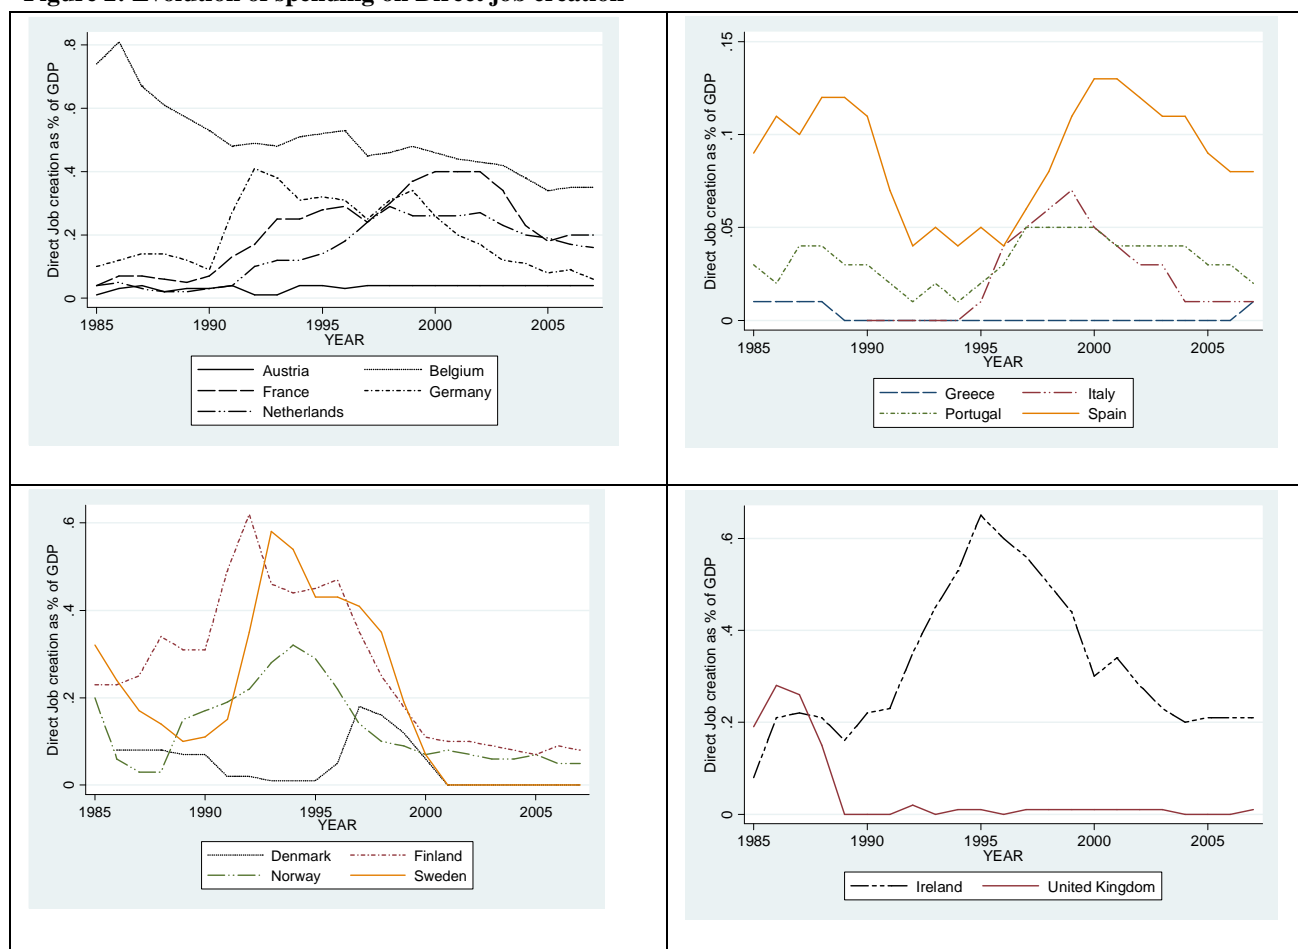 Figure 2: Evolution of spending on Direct job creation
Direct Job creation as % of GDP
.8
.6
.4
.2
0
1985 1990 1995 2000 2005
YEAR
Austria Belgium
France Germany
Netherlands
Direct Job creation as % of GDP
.15
.1
.05
0
1985 1990 1995 2000 2005
YEAR
Greece Italy
Portugal Spain
Direct Job creation as % of GDP
.6
.4
.2
0
1985 1990 1995 2000 2005
YEAR
Denmark Finland
Norway Sweden
Direct Job creation as % of GDP
.6
.4
.2
0
1985 1990 1995 2000 2005
YEAR
Ireland United Kingdom